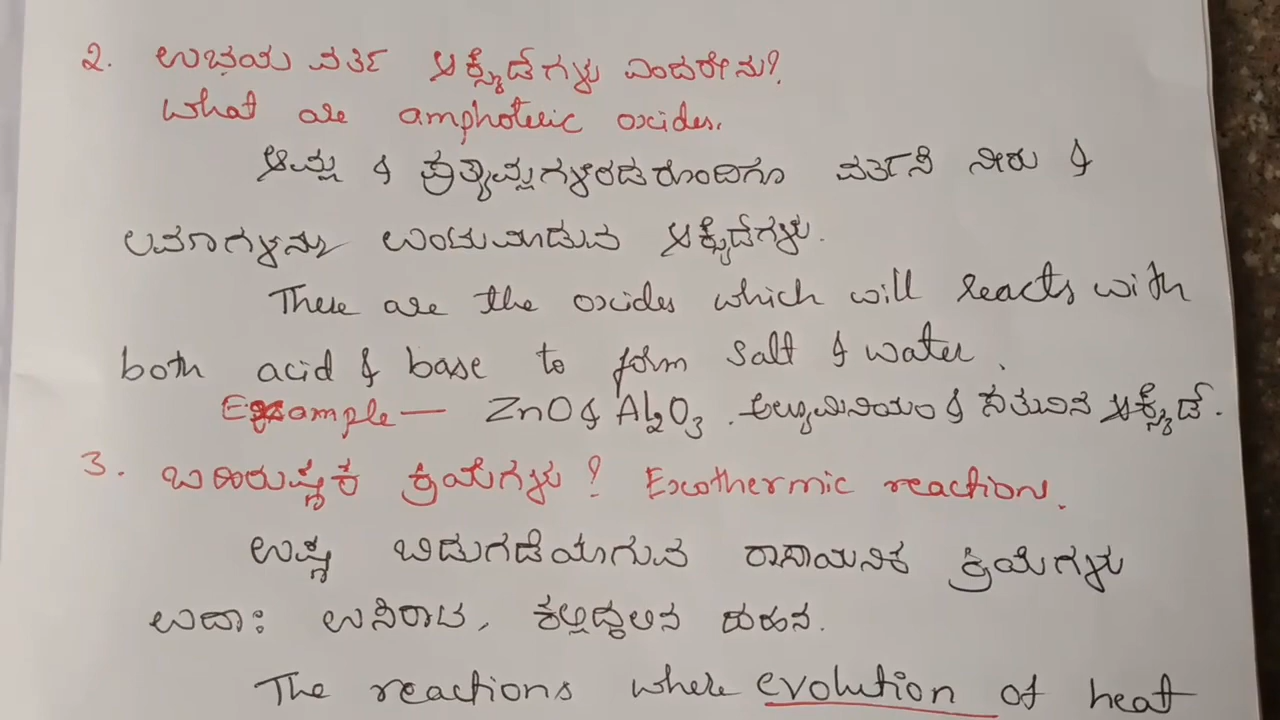 2. ಉಭಯ ವರ್ತಿ ಆಕ್ಸೈಡ್‌ಗಳು ಎಂದರೇನು?
What are amphoteric oxides.
ಆಮ್ಲ & ಪ್ರತ್ಯಾಮ್ಲಗಳೆರಡರೊಂದಿಗೂ ವರ್ತಿಸಿ ನೀರು &
ಲವಣಗಳನ್ನು ಉಂಟುಮಾಡುವ ಆಕ್ಸೈಡ್‌ಗಳು.
These are the oxides which will reacts with
both acid & base to form salt & water.
Example — ZnO & Al₂O₃. ಅಲ್ಯುಮಿನಿಯಂ & ಸತುವಿನ ಆಕ್ಸೈಡ್.
3. ಬಹಿರುಷ್ಣಕ ಕ್ರಿಯೆಗಳು? Exothermic reaction.
ಉಷ್ಣ ಬಿಡುಗಡೆಯಾಗುವ ರಾಸಾಯನಿಕ ಕ್ರಿಯೆಗಳು
ಉದಾ: ಉಸಿರಾಟ, ಕಲ್ಲಿದ್ದಲಿನ ದಹನ.
The reactions where evolution of heat